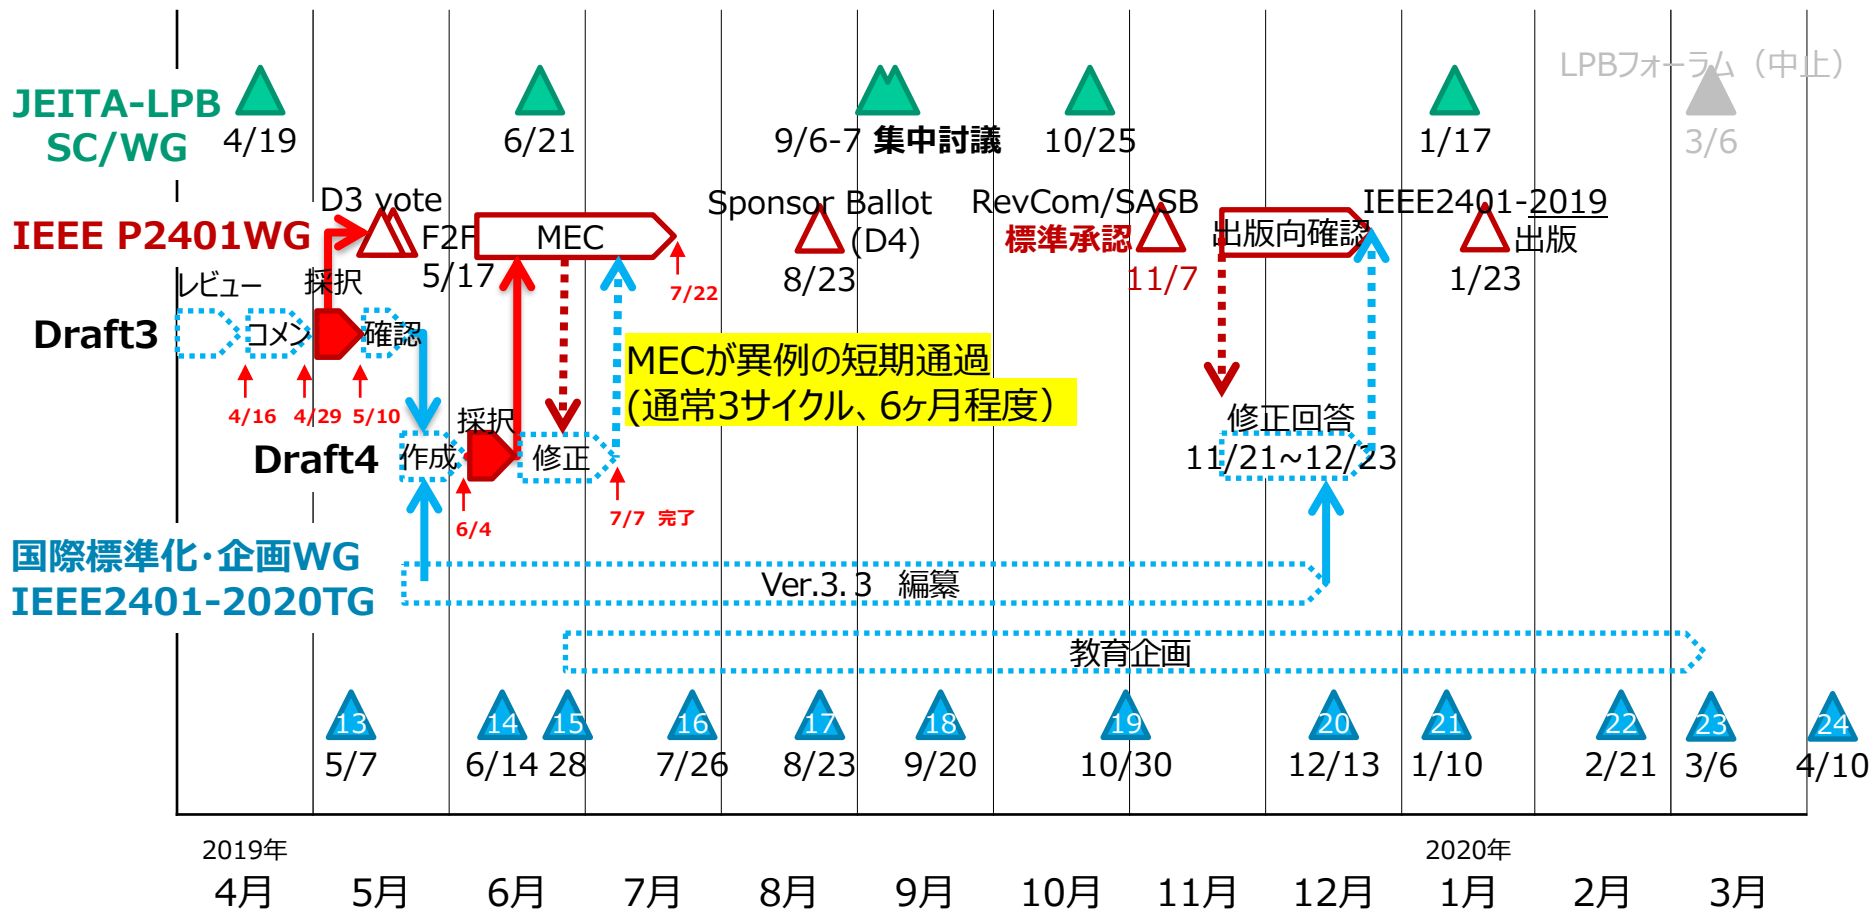 LPBフォーラム（中止）
JEITA-LPB
SC/WG
4/19
6/21
9/6-7 集中討議
10/25
1/17
3/6
IEEE P2401WG
D3 vote
F2F
5/17
MEC
7/22
Sponsor Ballot
(D4)
8/23
RevCom/SASB
標準承認
11/7
出版向確認
IEEE2401-2019
出版
1/23
レビュー
採択
Draft3
コメン
確認
4/16
4/29
5/10
MECが異例の短期通過
(通常3サイクル、6ヶ月程度）
採択
Draft4
作成
修正
6/4
7/7 完了
修正回答
11/21~12/23
国際標準化・企画WG
IEEE2401-2020TG
Ver.3.3 編纂
教育企画
13
14
15
16
17
18
19
20
21
22
23
24
5/7
6/14
28
7/26
8/23
9/20
10/30
12/13
1/10
2/21
3/6
4/10
2019年
2020年
4月
5月
6月
7月
8月
9月
10月
11月
12月
1月
2月
3月